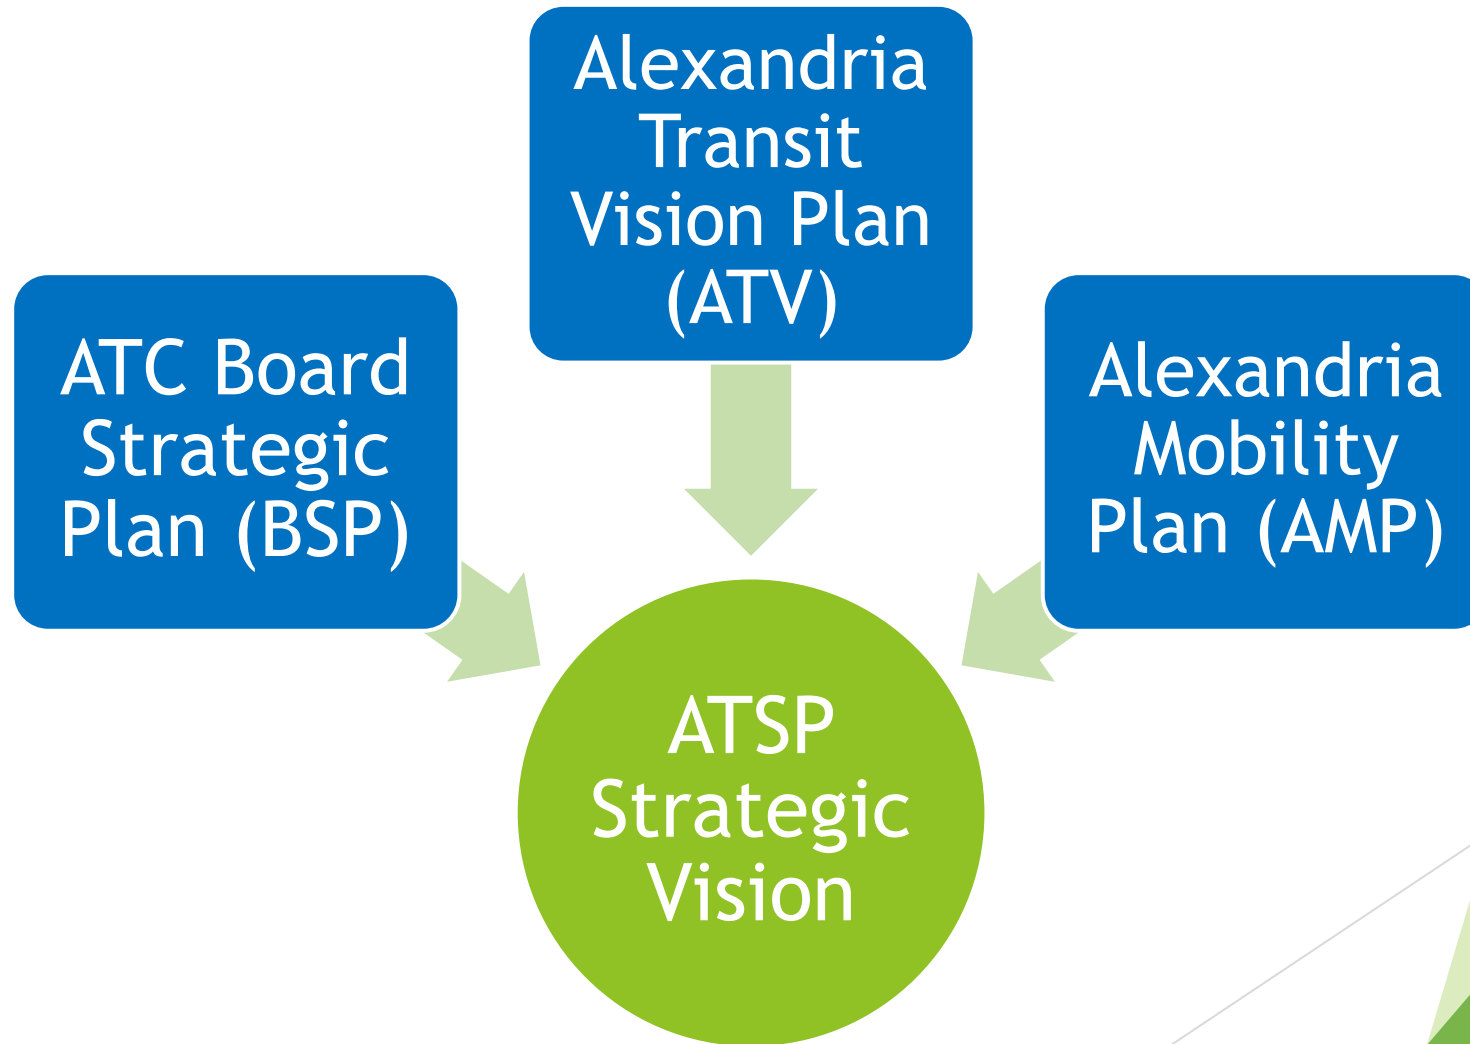 Alexandria
Transit
Vision Plan
(ATV)
ATC Board
Strategic
Plan (BSP)
Alexandria
Mobility
Plan (AMP)
ATSP
Strategic
Vision